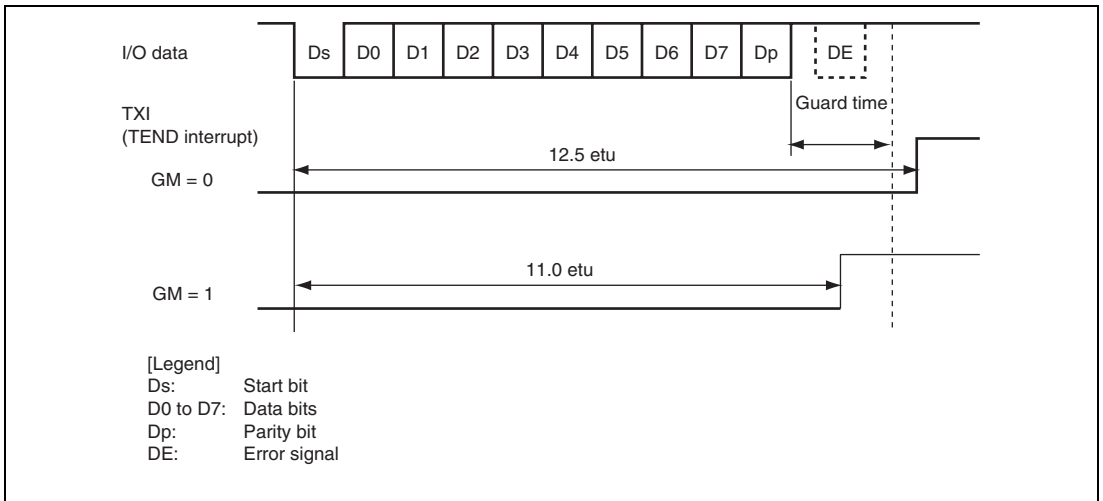 I/O data
Ds D0 D1 D2 D3 D4 D5 D6 D7 Dp DE
Guard time
TXI
(TEND interrupt)
12.5 etu
GM = 0
11.0 etu
GM = 1
[Legend]
Ds: Start bit
D0 to D7: Data bits
Dp: Parity bit
DE: Error signal